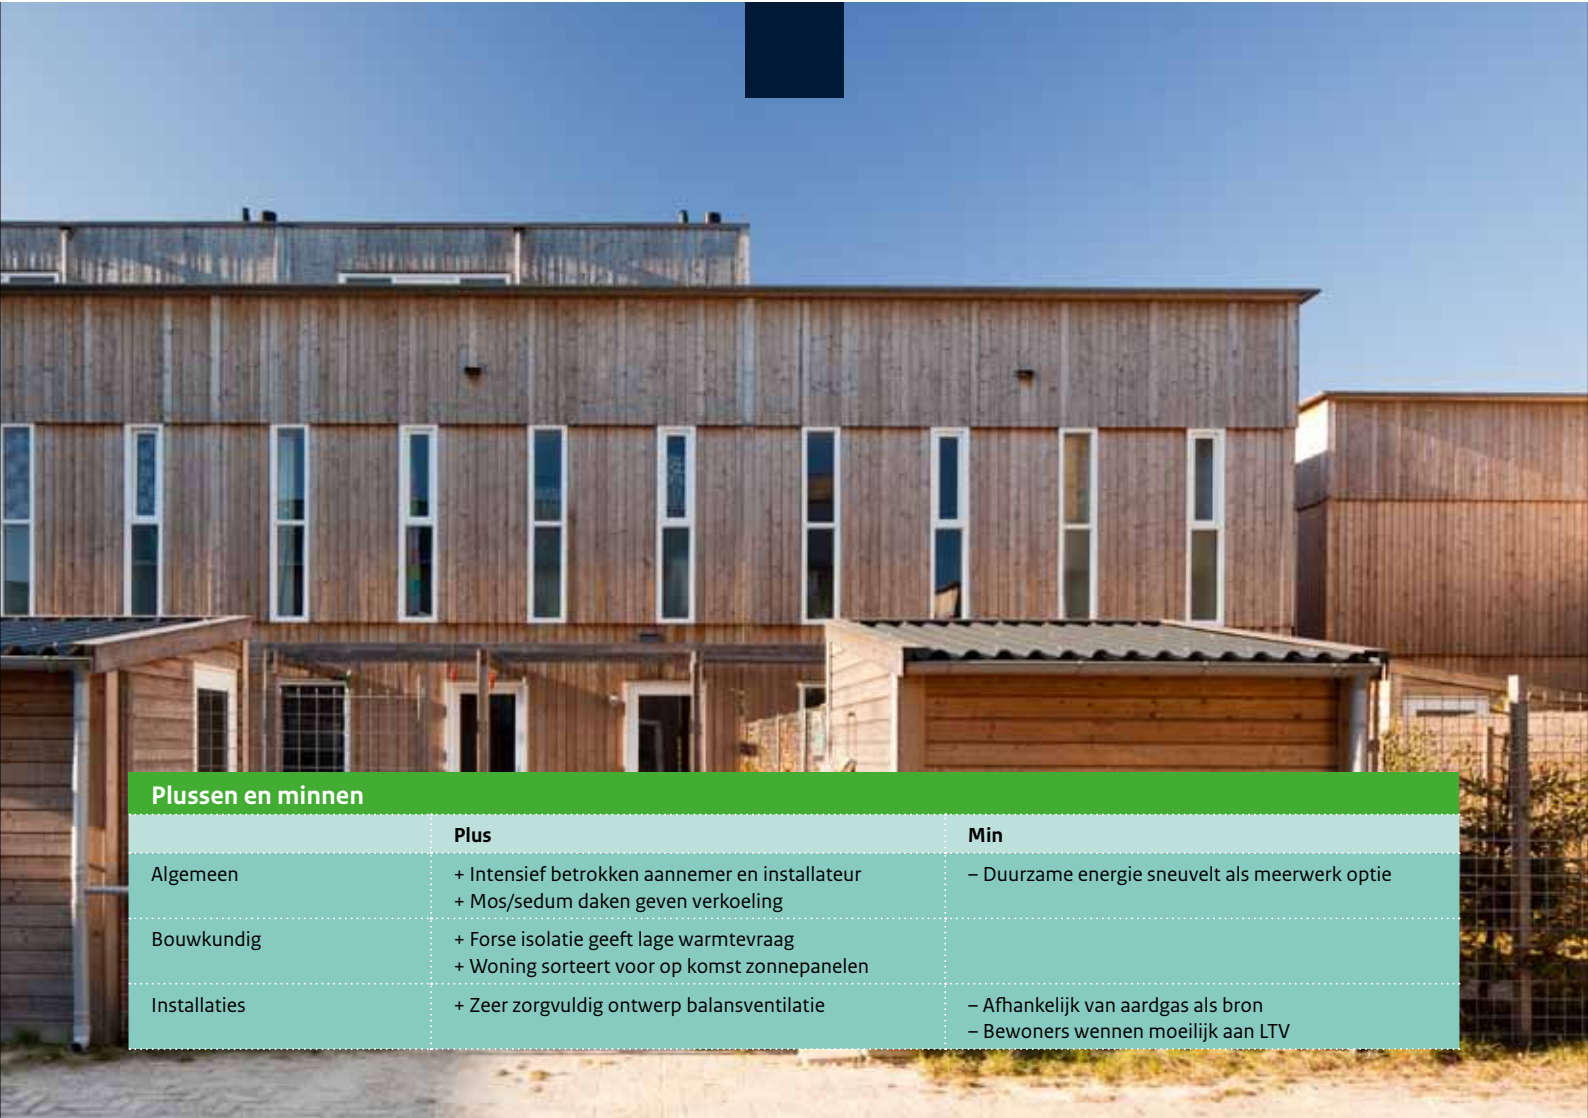 Plussen en minnen
Plus Min
Algemeen + Intensief betrokken aannemer en installateur – Duurzame energie sneuvelt als meerwerk optie
+ Mos/sedum daken geven verkoeling
Bouwkundig + Forse isolatie geeft lage warmtevraag
+ Woning sorteert voor op komst zonnepanelen
Installaties + Zeer zorgvuldig ontwerp balansventilatie – Afhankelijk van aardgas als bron
– Bewoners wennen moeilijk aan LTV